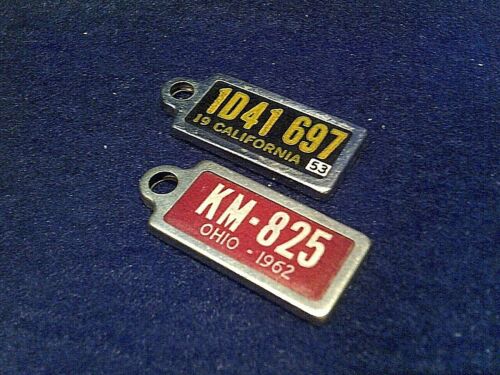 1D41 697
19 CALIFORNIA 53
KM-825
OHIO - 1962